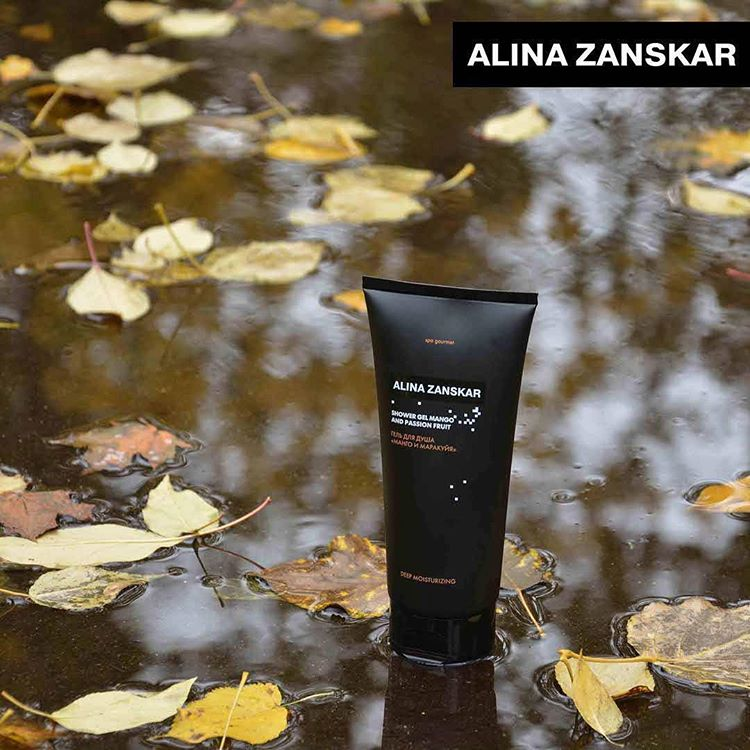 ALINA ZANSKAR
spa gourmet
ALINA ZANSKAR
SHOWER GEL MANGO
AND PASSION FRUIT
ГЕЛЬ ДЛЯ ДУША
«МАНГО И МАРАКУЙЯ»
DEEP MOISTURIZING